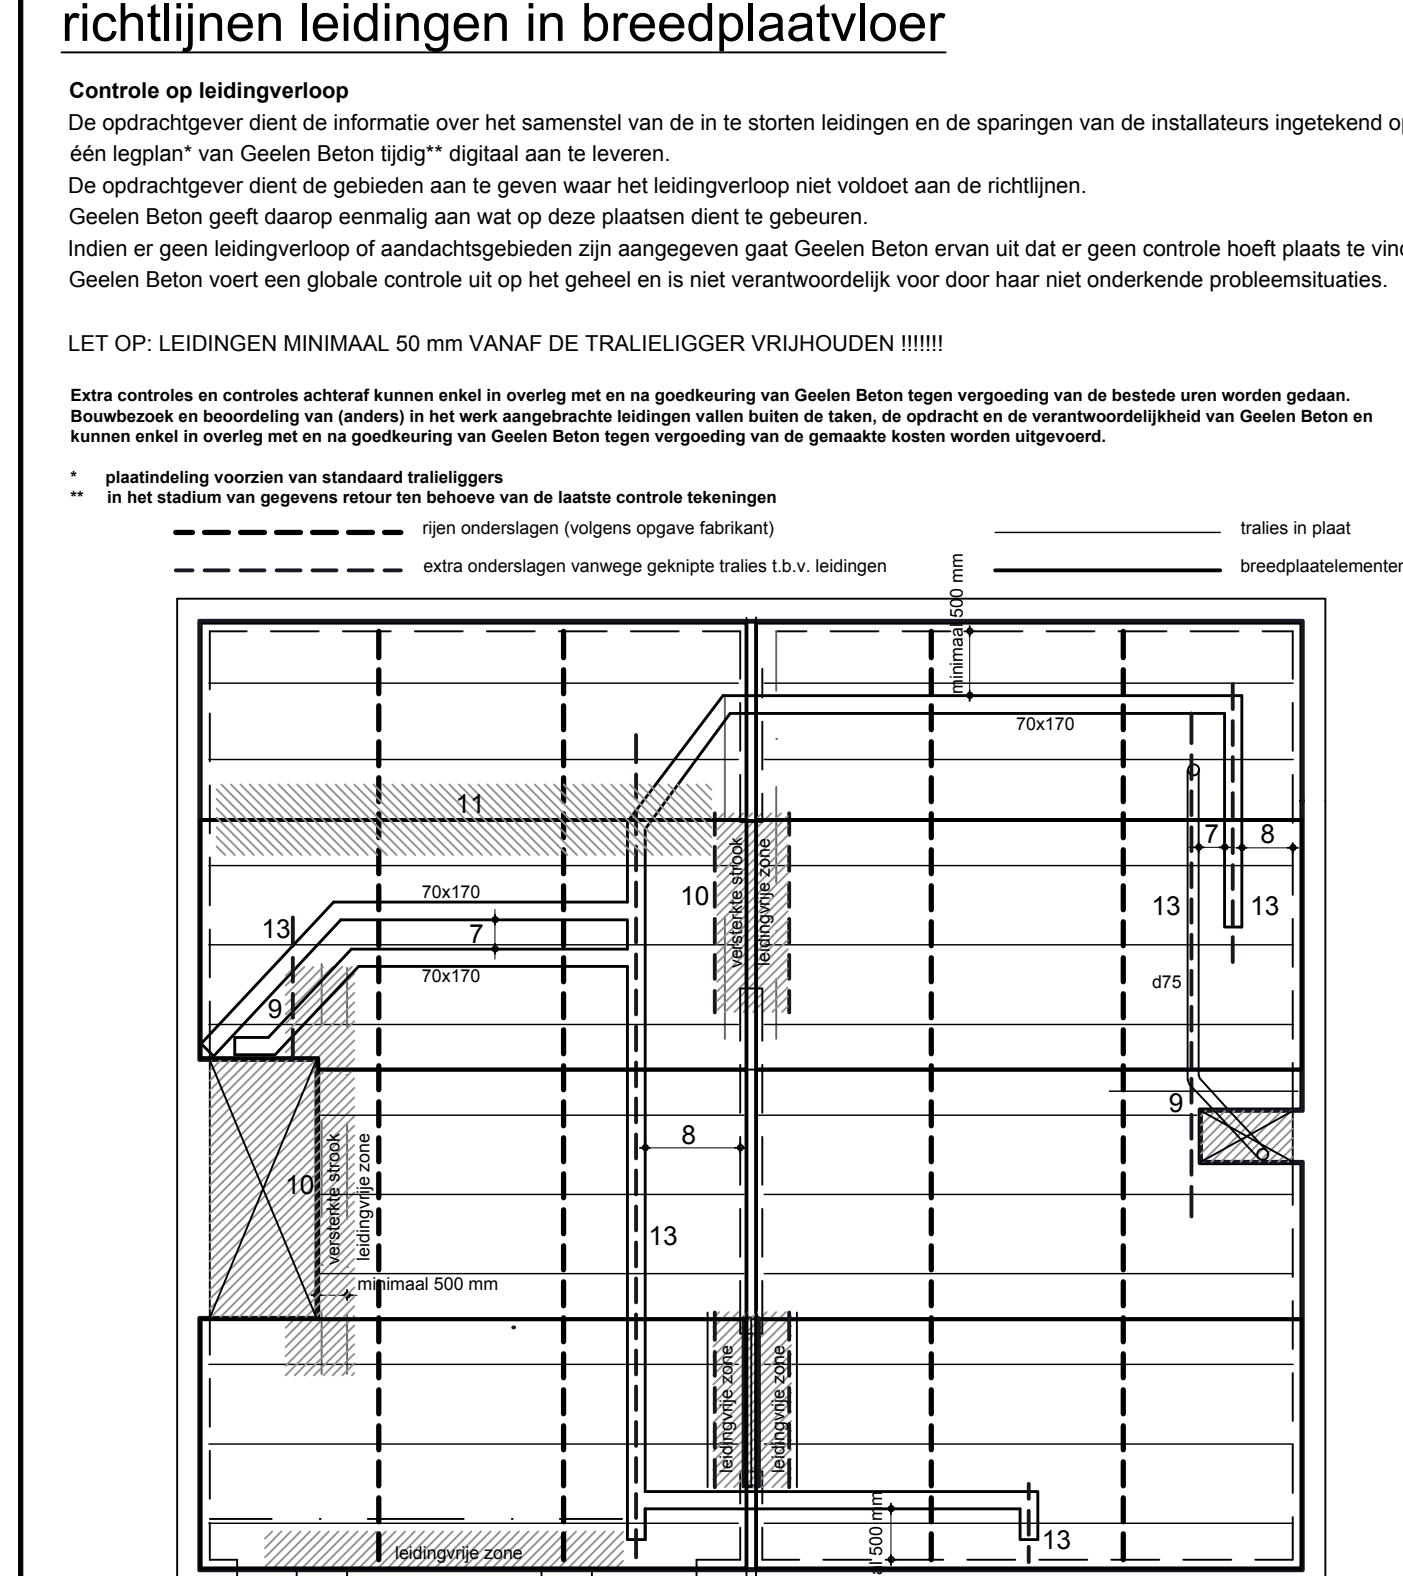 richtlijnen leidingen in breedplaatvloer
Controle op leidingverloop
De opdrachtgever dient de informatie over het samenstel van de in te storten leidingen en de sparingen van de installateurs ingetekend op
één legplan* van Geelen Beton tijdig** digitaal aan te leveren.
De opdrachtgever dient de gebieden aan te geven waar het leidingverloop niet voldoet aan de richtlijnen.
Geelen Beton geeft daarop eenmalig aan wat op deze plaatsen dient te gebeuren.
Indien er geen leidingverloop of aandachtsgebieden zijn aangegeven gaat Geelen Beton ervan uit dat er geen controle hoeft plaats te
Geelen Beton voert een globale controle uit op het geheel en is niet verantwoordelijk voor door haar niet onderkende probleemsituaties.
LET OP: LEIDINGEN MINIMAAL 50 mm VANAF DE TRALIELIGGER VRIJHOUDEN !!!!!!!
Extra controles en controles achteraf kunnen enkel in overleg met en na goedkeuring van Geelen Beton tegen vergoeding van de bestede uren worden gedaan.
Bouwbezoek en beoordeling van (anders) in het werk aangebrachte leidingen vallen buiten de taken, de opdracht en de verantwoordelijkheid van Geelen Beton en
kunnen enkel in overleg met en na goedkeuring van Geelen Beton tegen vergoeding van de gemaakte kosten worden uitgevoerd.
* plaatindeling voorzien van standaard tralieliggers
** in het stadium van gegevens retour ten behoeve van de laatste controle tekeningen
rijen onderslagen (volgens opgave fabrikant)
tralies in plaat
extra onderslagen vanwege geknipte tralies t.b.v. leidingen
breedplaatelementen
minimaal 500 mm
70x170
11
7
8
versterkte strook
leidingvrije zone
70x170
10
13
13
13
7
70x170
d75
9
9
8
versterkte strook
leidingvrije zone
10
13
minimaal 500 mm
leidingvrije zone
leidingvrije zone
500 mm
13
leidingvrije zone